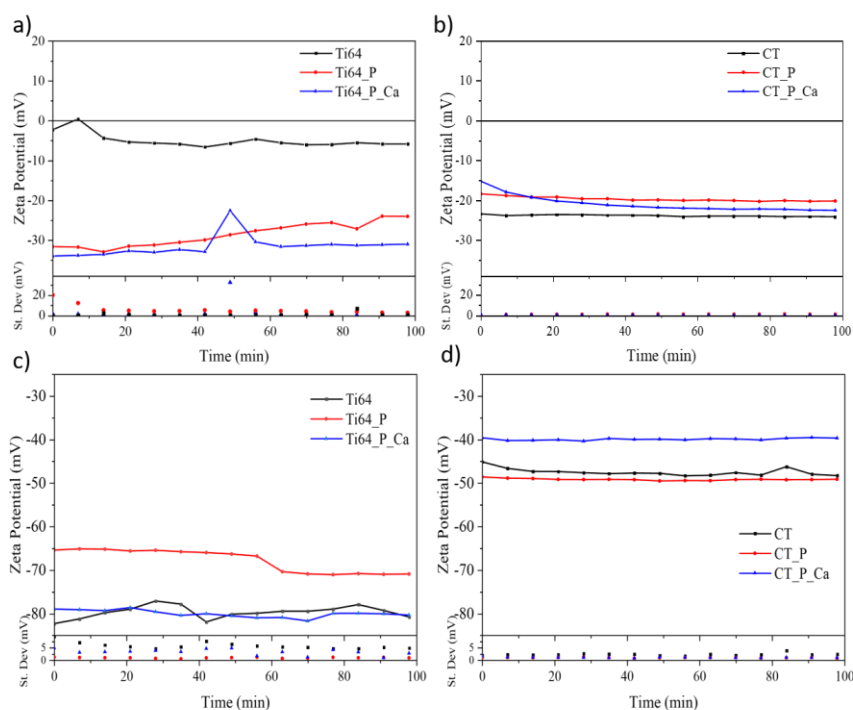 a)
20
10
0
-10
-20
-30
Zeta Potential (mV)
Ti64
Ti64_P
Ti64_P_Ca
20
0
St. Dev (mV)
0 20 40 60 80 100
Time (min)
b)
20
10
0
-10
-20
-30
Zeta Potential (mV)
CT
CT_P
CT_P_Ca
20
0
St. Dev (mV)
0 20 40 60 80 100
Time (min)
c)
-30
-40
-50
-60
-70
-80
Zeta Potential (mV)
Ti64
Ti64_P
Ti64_P_Ca
5
0
St. Dev (mV)
0 20 40 60 80 100
Time (min)
d)
-30
-40
-50
-60
-70
-80
Zeta Potential (mV)
CT
CT_P
CT_P_Ca
5
0
St. Dev (mV)
0 20 40 60 80 100
Time (min)